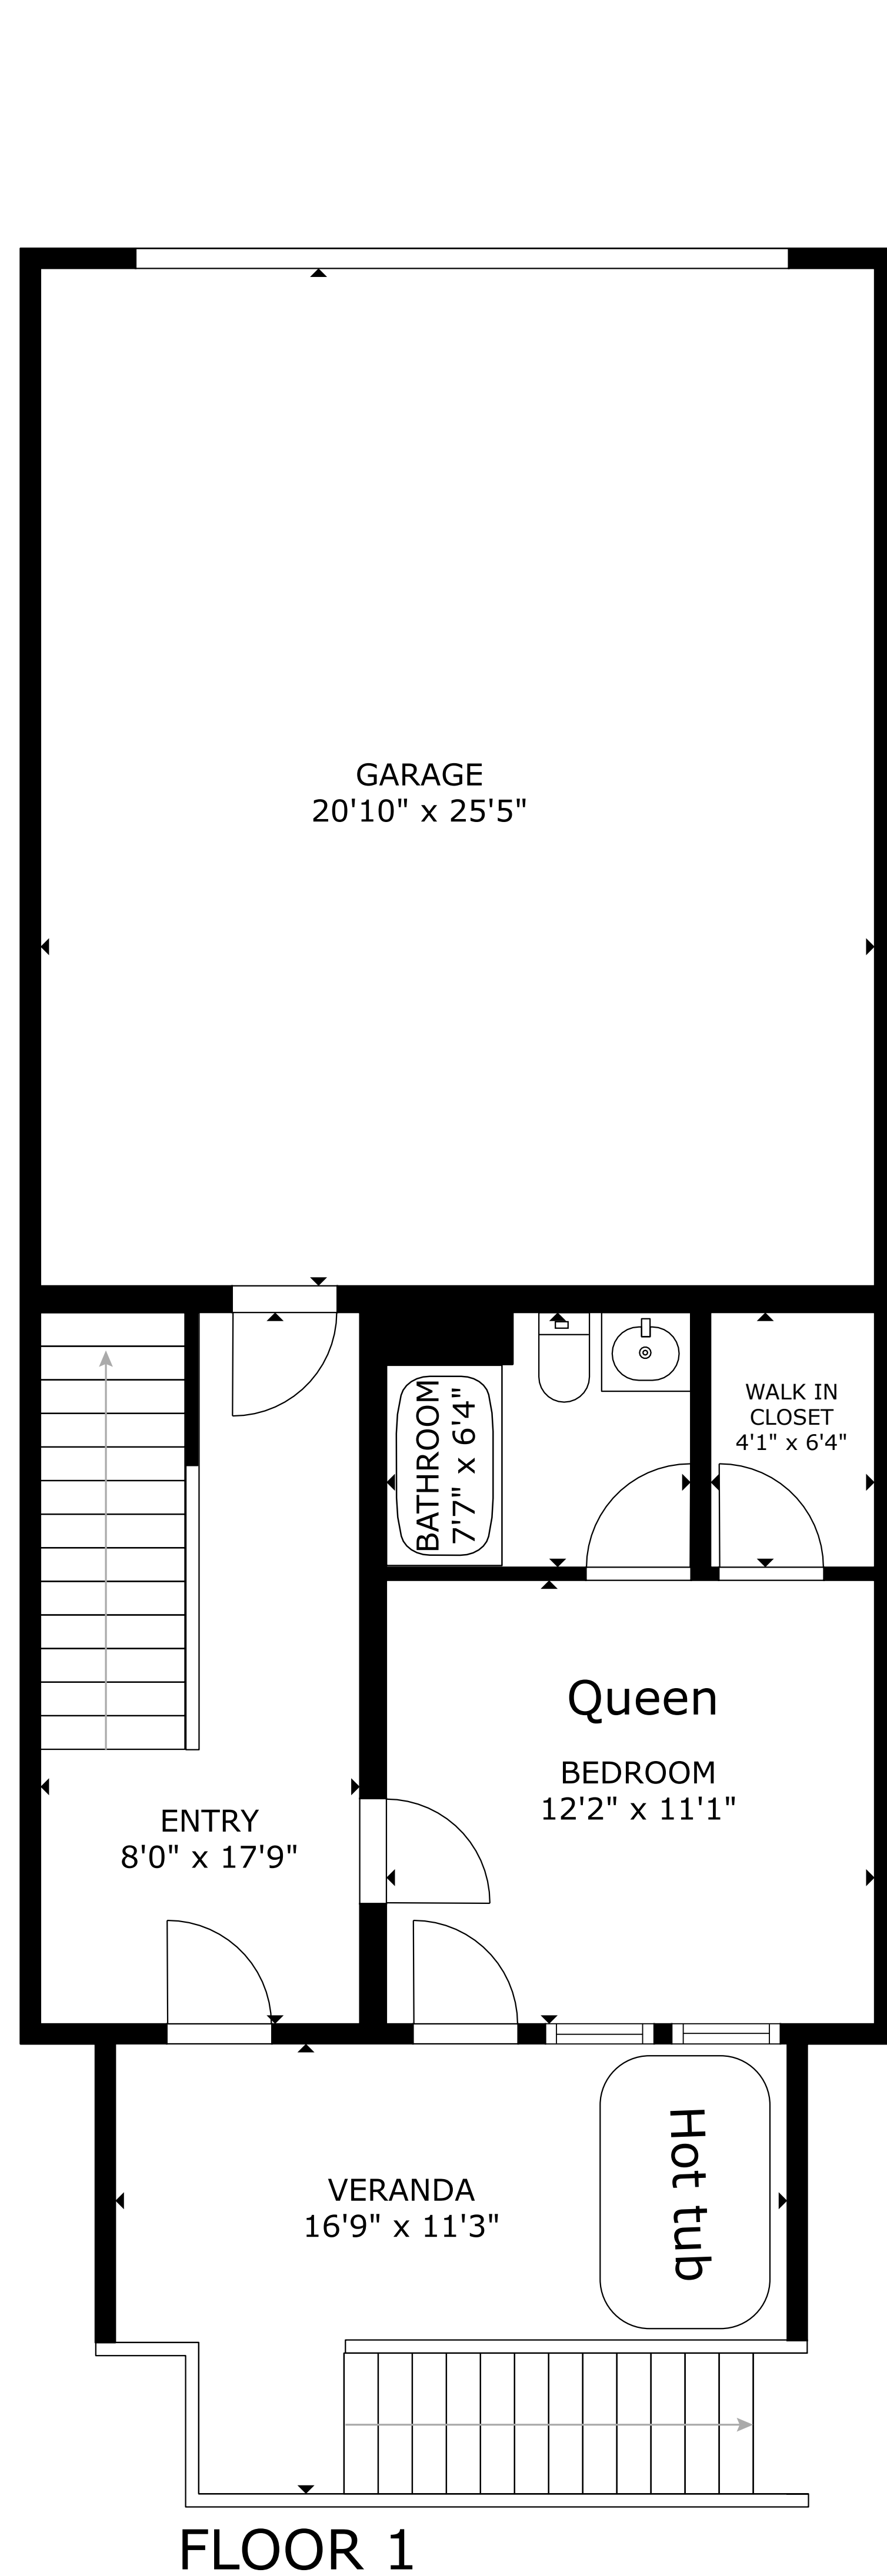 GARAGE
20'10" x 25'5"
WALK IN
CLOSET
4'1" x 6'4"
BATHROOM
7'7" x 6'4"
Queen
BEDROOM
12'2" x 11'1"
ENTRY
8'0" x 17'9"
Hot tub
VERANDA
16'9" x 11'3"
FLOOR 1